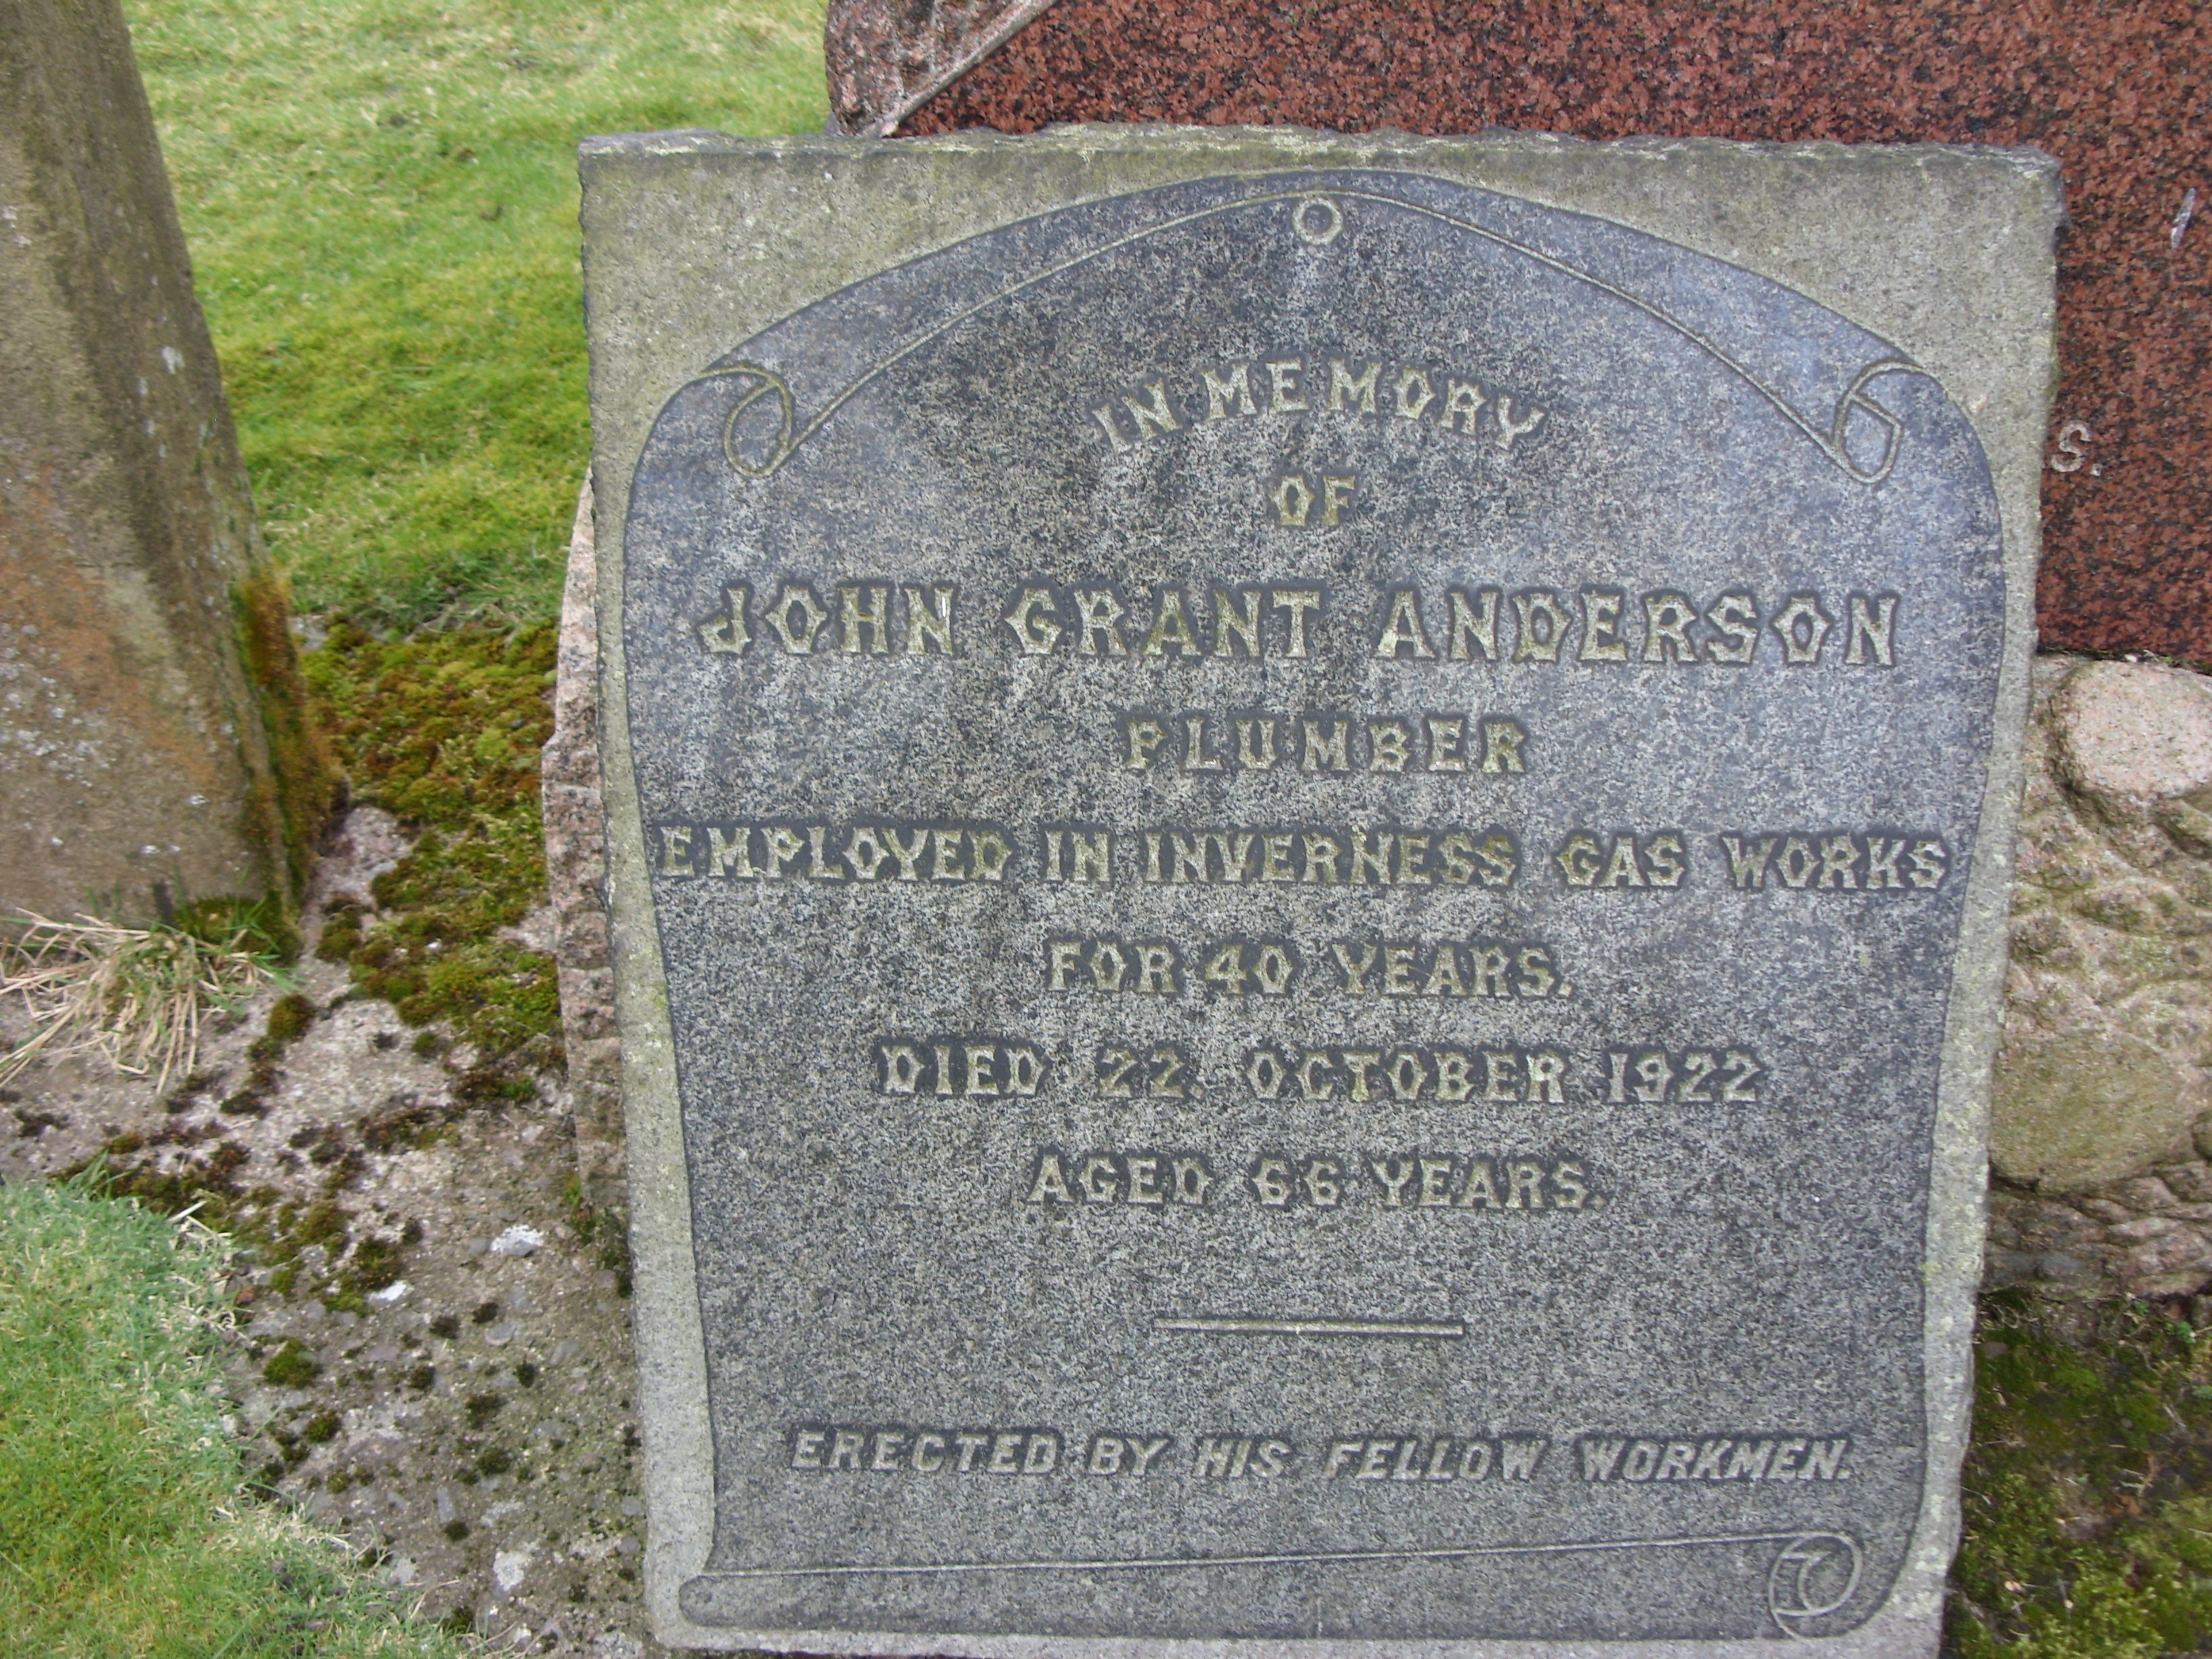 IN MEMORY
OF
JOHN GRANT ANDERSON
PLUMBER
EMPLOYED IN INVERNESS GAS WORKS
FOR 40 YEARS.
DIED 22. OCTOBER 1922
AGED 66 YEARS.
ERECTED BY HIS FELLOW WORKMEN.
S.